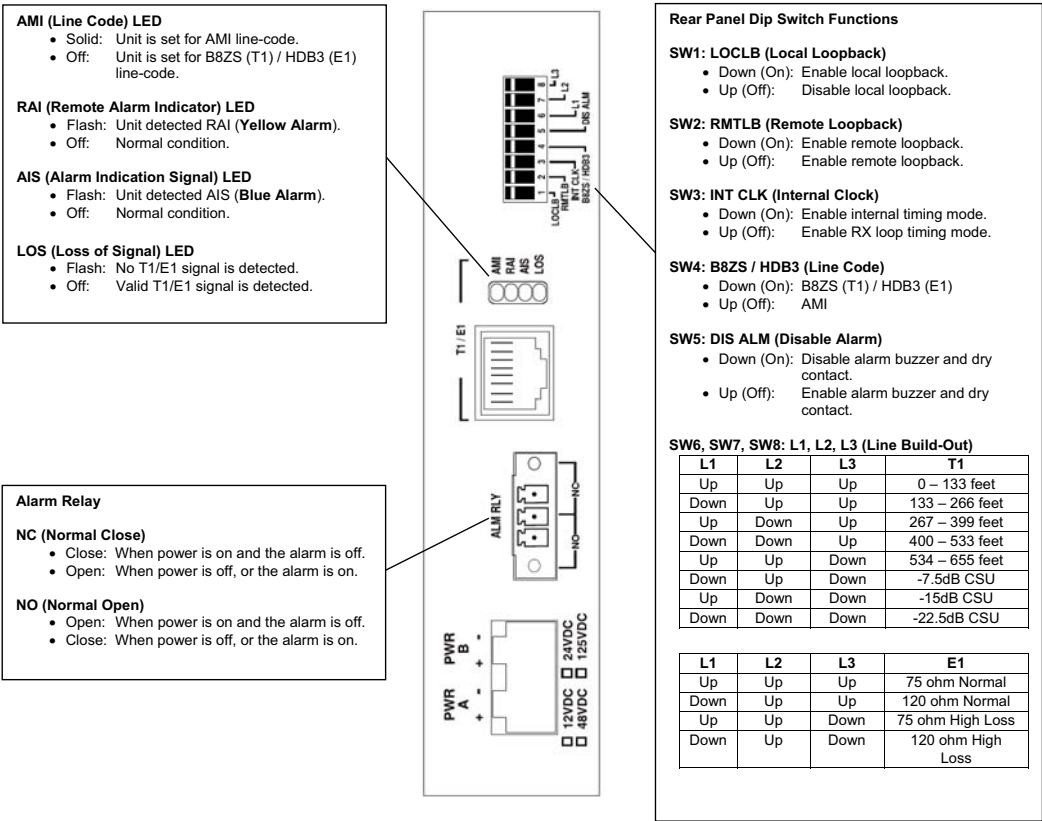 AMI (Line Code) LED
• Solid: Unit is set for AMI line-code.
• Off: Unit is set for B8ZS (T1) / HDB3 (E1)
line-code.
RAI (Remote Alarm Indicator) LED
• Flash: Unit detected RAI (Yellow Alarm).
• Off: Normal condition.
AIS (Alarm Indication Signal) LED
• Flash: Unit detected AIS (Blue Alarm).
• Off: Normal condition.
LOS (Loss of Signal) LED
• Flash: No T1/E1 signal is detected.
• Off: Valid T1/E1 signal is detected.
Alarm Relay
NC (Normal Close)
• Close: When power is on and the alarm is off.
• Open: When power is off, or the alarm is on.
NO (Normal Open)
• Open: When power is on and the alarm is off.
• Close: When power is off, or the alarm is on.
1 2 3 4 5 6 7 8
LOCLB
RMTLB
INT CLK
B8ZS / HDB3
DIS ALM
L1
L2
L3
AMI
RAI
AIS
LOS
T1 / E1
ALM RLY
NO
NC
PWR
A
+ -
PWR
B
+ -
12VDC
48VDC
24VDC
125VDC
Rear Panel Dip Switch Functions
SW1: LOCLB (Local Loopback)
• Down (On): Enable local loopback.
• Up (Off): Disable local loopback.
SW2: RMTLB (Remote Loopback)
• Down (On): Enable remote loopback.
• Up (Off): Enable remote loopback.
SW3: INT CLK (Internal Clock)
• Down (On): Enable internal timing mode.
• Up (Off): Enable RX loop timing mode.
SW4: B8ZS / HDB3 (Line Code)
• Down (On): B8ZS (T1) / HDB3 (E1)
• Up (Off): AMI
SW5: DIS ALM (Disable Alarm)
• Down (On): Disable alarm buzzer and dry
contact.
• Up (Off): Enable alarm buzzer and dry
contact.
SW6, SW7, SW8: L1, L2, L3 (Line Build-Out)
L1 L2 L3 T1
Up Up Up 0 – 133 feet
Down Up Up 133 – 266 feet
Up Down Up 267 – 399 feet
Down Down Up 400 – 533 feet
Up Up Down 534 – 655 feet
Down Up Down -7.5dB CSU
Up Down Down -15dB CSU
Down Down Down -22.5dB CSU
L1 L2 L3 E1
Up Up Up 75 ohm Normal
Down Up Up 120 ohm Normal
Up Up Down 75 ohm High Loss
Down Up Down 120 ohm High
Loss